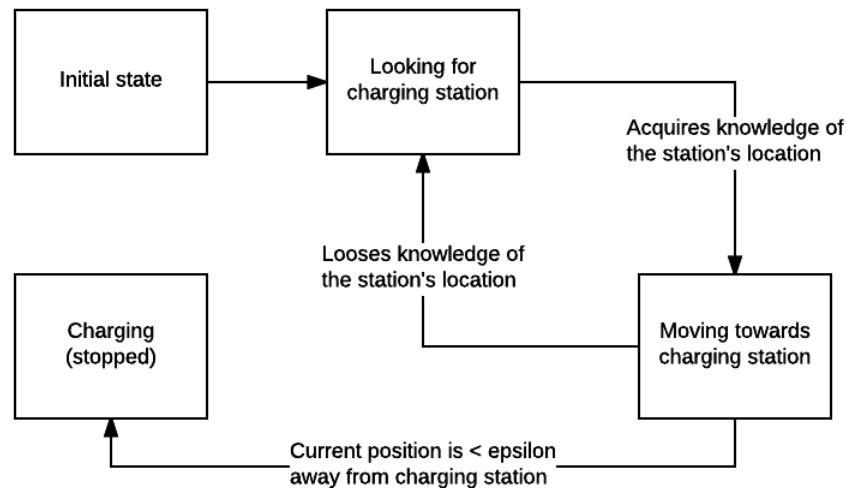 Initial state
Looking for
charging station
Acquires knowledge of
the station's location
Looses knowledge of
the station's location
Charging
(stopped)
Moving towards
charging station
Current position is < epsilon
away from charging station